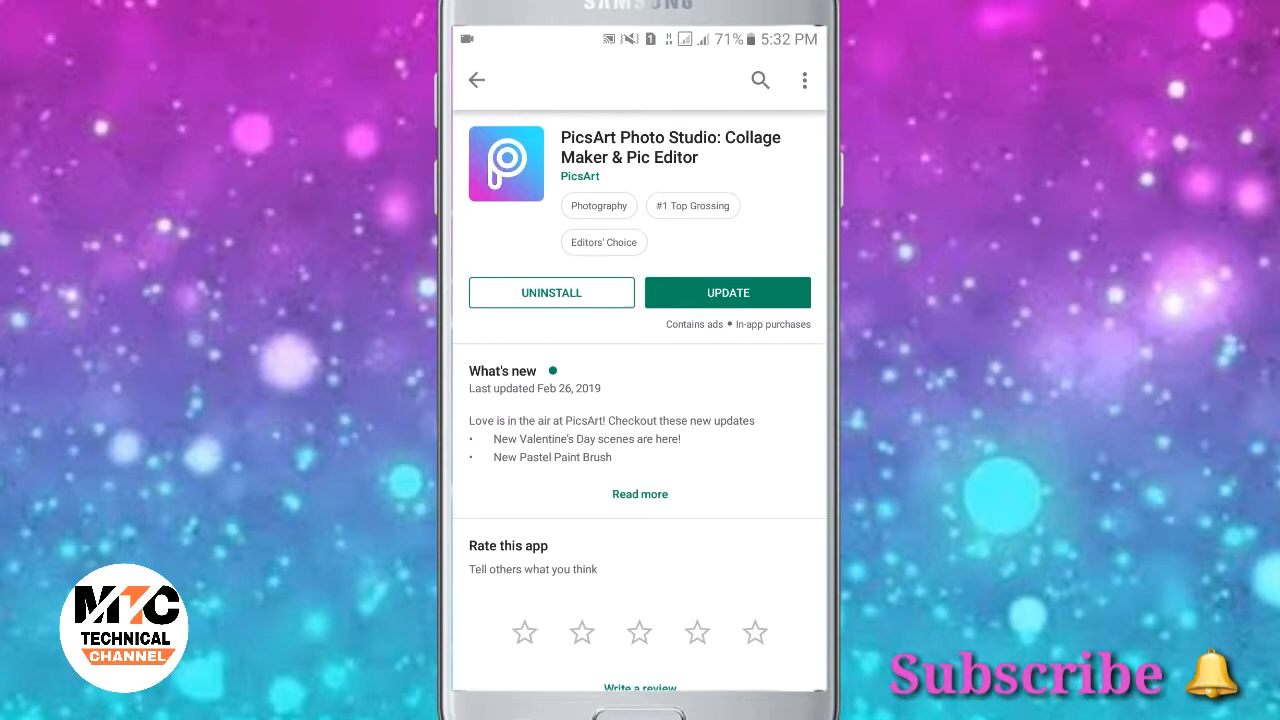 SAMSUNG
1 71% 5:32 PM
PicsArt Photo Studio: Collage
Maker & Pic Editor
PicsArt
Photography #1 Top Grossing
Editors' Choice
UNINSTALL UPDATE
Contains ads • In-app purchases
What's new
Last updated Feb 26, 2019
Love is in the air at PicsArt! Checkout these new updates
• New Valentine's Day scenes are here!
• New Pastel Paint Brush
Read more
Rate this app
Tell others what you think
Write a review
MTC
TECHNICAL
CHANNEL
Subscribe